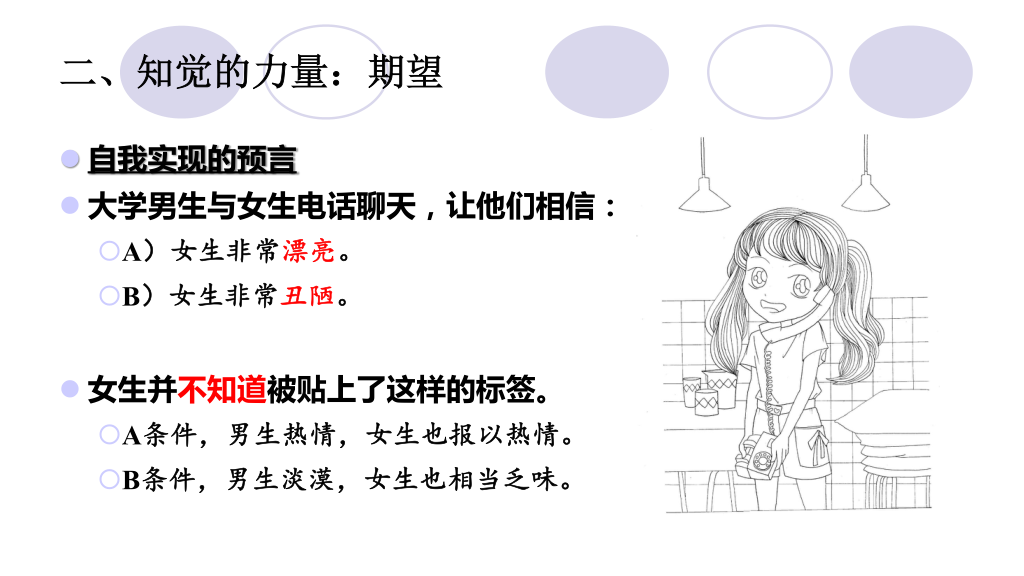 二、知觉的力量：期望
自我实现的预言
大学男生与女生电话聊天，让他们相信：
A）女生非常漂亮。
B）女生非常丑陋。
女生并不知道被贴上了这样的标签。
A条件，男生热情，女生也报以热情。
B条件，男生淡漠，女生也相当乏味。